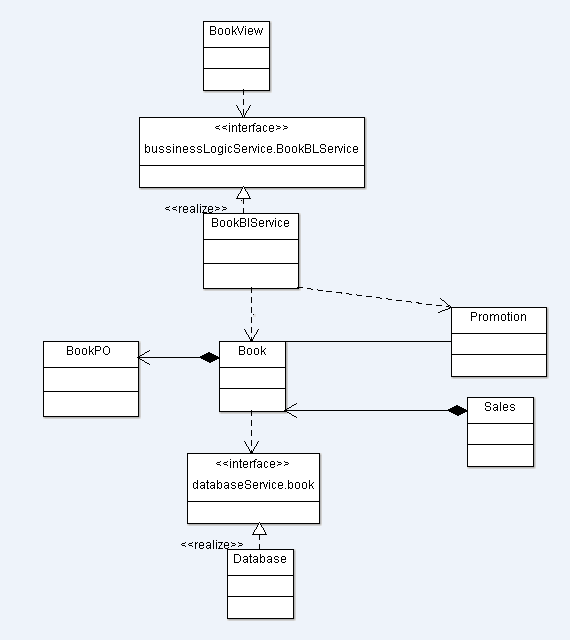 BookView
<<interface>>
bussinessLogicService.BookBLService
<<realize>>
BookBlService
Promotion
BookPO
Book
Sales
<<interface>>
databaseService.book
<<realize>>
Database